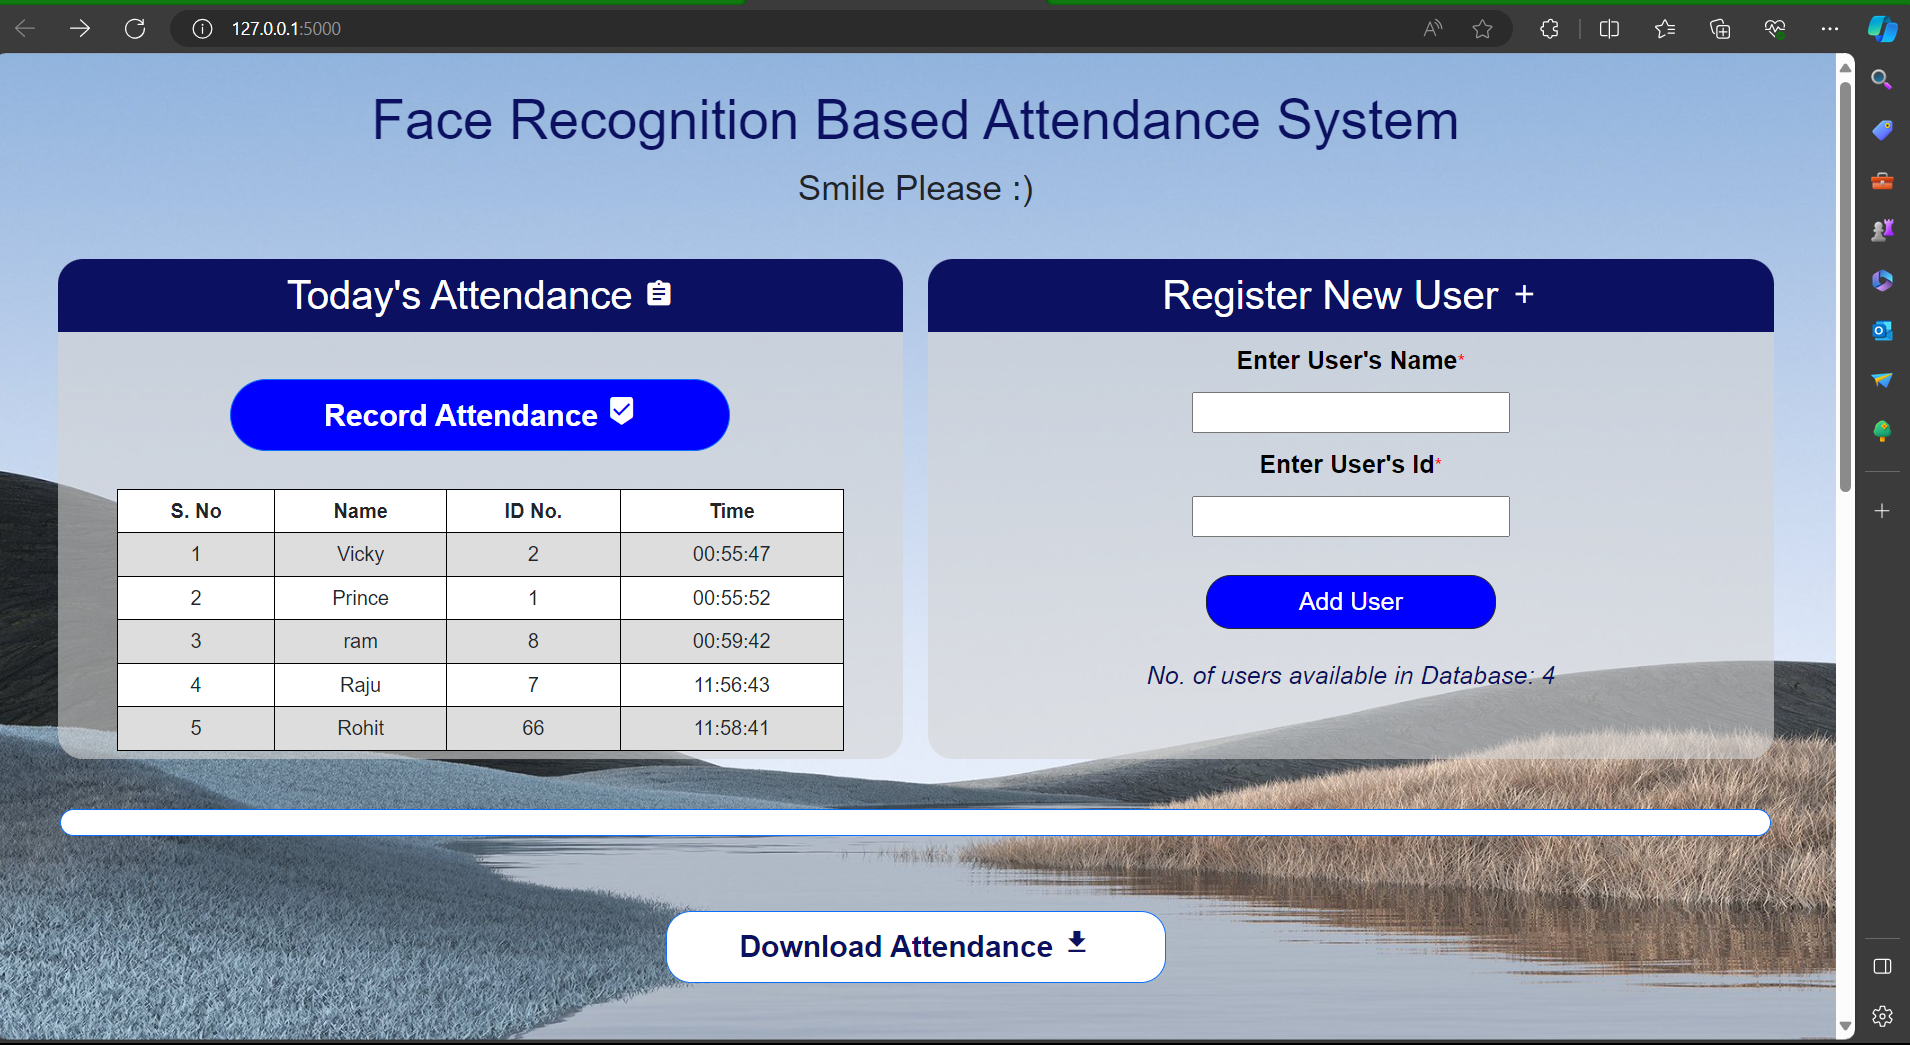 127.0.0.1:5000
Face Recognition Based Attendance System
Smile Please :)
Today's Attendance
Record Attendance
S. No Name ID No. Time
1 Vicky 2 00:55:47
2 Prince 1 00:55:52
3 ram 8 00:59:42
4 Raju 7 11:56:43
5 Rohit 66 11:58:41
Register New User +
Enter User's Name*
Enter User's Id*
Add User
No. of users available in Database: 4
Download Attendance